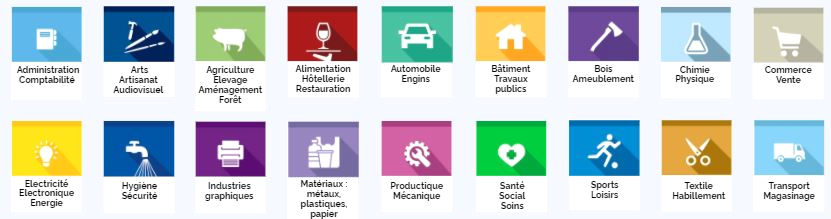 Administration
Comptabilité
Arts
Artisanat
Audiovisuel
Agriculture
Elevage
Aménagement
Forêt
Alimentation
Hôtellerie
Restauration
Automobile
Engins
Bâtiment
Travaux
publics
Bois
Ameublement
Chimie
Physique
Commerce
Vente
Electricité
Electronique
Energie
Hygiène
Sécurité
Industries
graphiques
Matériaux :
métaux,
plastiques,
papier
Productique
Mécanique
Santé
Social
Soins
Sports
Loisirs
Textile
Habillement
Transport
Magasinage